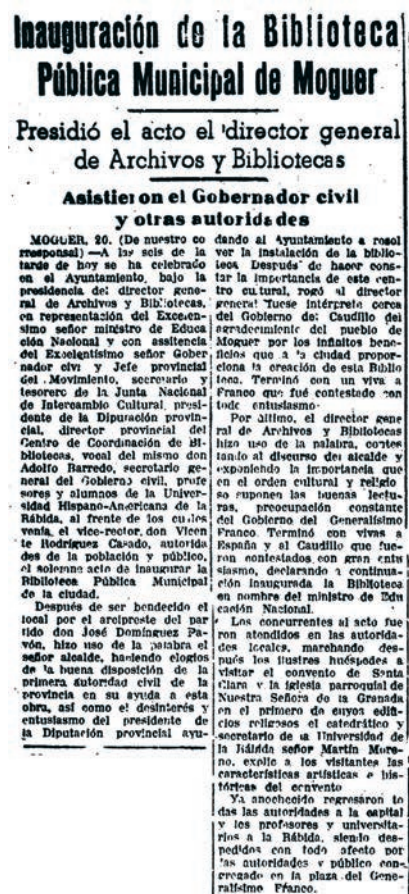 Inauguración de la Biblioteca
Pública Municipal de Moguer
Presidió el acto el director general
de Archivos y Bibliotecas
Asistieron el Gobernador civil
y otras autoridades
MOGUER, 20. (De nuestro co
rresponsal)—A las seis de la
tarde de hoy se ha celebrado
en el Ayuntamiento, bajo la
presidencia del director gene-
ral de Archivos y Bibliotecas,
en representación del Excelen-
simo señor ministro de Educa
ción Nacional y con assitencia
del Excelentísimo señor Gober
nador civi y Jefe provincial
del Movimiento, secretario y
tesorero de la Junta Nacional
de Intercambio Cultural, presi-
dente de la Diputación provin-
cial, director provincial del
Centro de Coordinación de Bi-
bliotecas, vocal del mismo don
Adolfo Barredo, secretario ge-
neral del Gobierno civil, profe
sores y alumnos de la Univer-
sidad Hispano-Americana de la
Rábida, al frente de los cuales
venía, el vice-rector, don Vicen
te Rodríguez Casado, autorida
des de la población y público,
el solemne acto de inaugurar la
Biblioteca Pública Municipal
de la ciudad.
Después de ser bendecido el
local por el arcipreste del par
tido don José Domínguez Pa-
vón, hizo uso de la palabra el
señor alcalde, haciendo elogios
de la buena disposición de la
primera autoridad civil de la
provincia en su ayuda a esta
obra, así como el desinterés y
entusiasmo del presidente de
la Diputación provincial ayu-
dando al Ayuntamiento a resol
ver la instalación de la biblio-
teca Después de hacer cons-
tar la importancia de este cen
tro cultural, rogó al director
general fuese intérprete cerca
del Gobierno del Caudillo del
agradecimiento del pueblo de
Moguer por los infinitos bene-
ficios que a la ciudad propor-
ciona la creación de esta Biblio
teca. Terminó con un viva a
Franco que fué contestado con
todo entusiasmo.
Por último, el director gene
ral de Archivos y Bibliotecas
hizo uso de la palabra, contes
tando al discurso del alcalde y
exponiendo la importancia que
en el orden cultural y religio
so suponen las buenas lectu-
ras, preocupación constante
del Gobierno del Generalísimo
Franco. Terminó con vivas a
España y al Caudillo que fue-
ron contestados con gran entu
siasmo, declarando a continua-
ción inaugurada la Biblioteca
en nombre del ministro de Edu
cación Nacional.
Los concurrentes al acto fue
ron atendidos en las autorida-
des locales, marchando des-
pués los ilustres huéspedes a
visitar el convento de Santa
Clara y la iglesia parroquial de
Nuestra Señora de la Granada
en el primero de cuyos edifi-
cios religosos el catedrático y
secretario de la Universidad de
la Rábida señor Martín More-
no, explic a los visitantes las
características artísticas e his-
tóricas del convento
Ya anochecido regresaron to
das las autoridades a la capital
y los profesores y universita-
rios a la Rábida, siendo des-
pedidos con todo afecto por
las autoridades y público con-
gregado en la plaza del Gene-
ralísimo Franco.